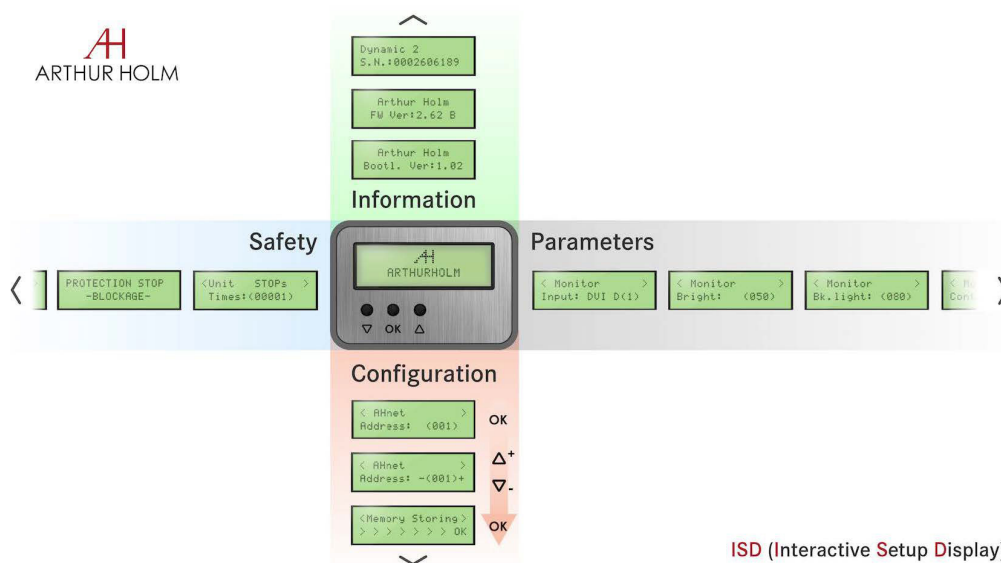 AH
ARTHUR HOLM
Dynamic 2
S.N.:0002606189
Arthur Holm
FW Ver:2.62 B
Arthur Holm
Bootl. Ver:1.02
Information
Safety
Parameters
PROTECTION STOP
-BLOCKAGE-
<Unit STOPs >
Times:(00001)
AH
ARTHURHOLM
▽ OK △
< Monitor >
Input: DVI D(1)
< Monitor >
Bright: (050)
< Monitor >
Bk.light: (080)
Configuration
< AHnet >
Address: (001)
OK
< AHnet >
Address: -(001)+
△+
▽-
<Memory Storing>
> > > > > > > OK
OK
ISD (Interactive Setup Display)